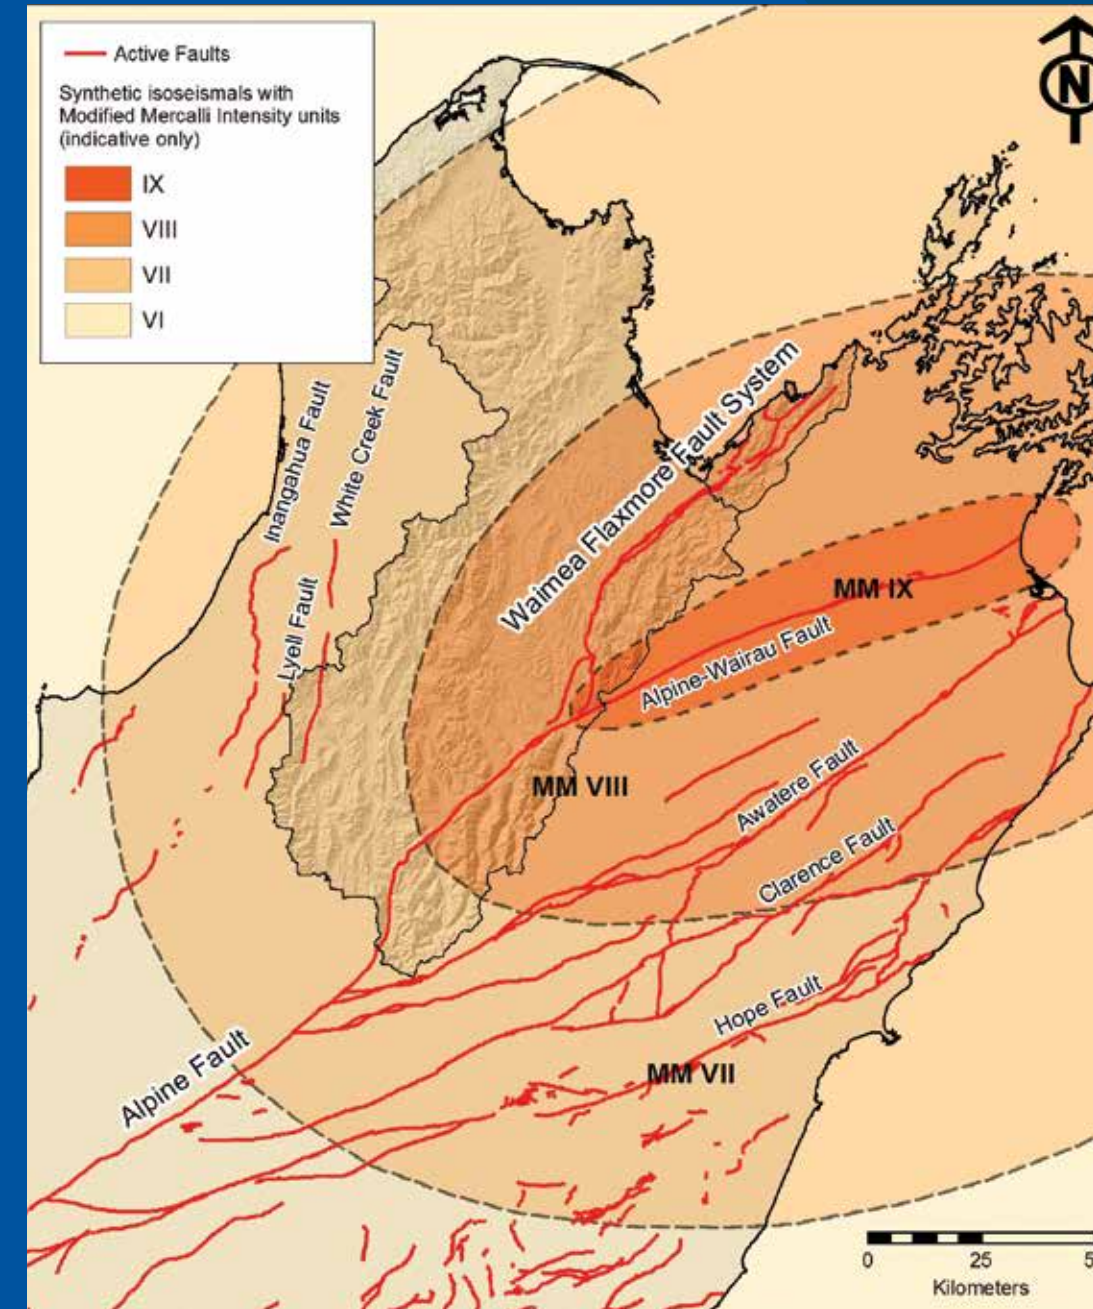 Active Faults
Synthetic isoseismals with
Modified Mercalli Intensity units
(indicative only)
IX
VIII
VII
VI
N
Inangahua Fault
White Creek Fault
Lyell Fault
Waimea Flaxmore Fault System
MM IX
Alpine-Wairau Fault
MM VIII
Awatere Fault
Clarence Fault
Hope Fault
MM VII
Alpine Fault
0 25
Kilometers